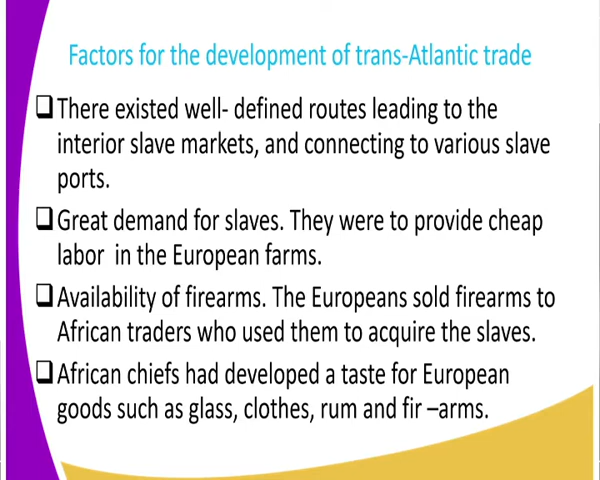 Factors for the development of trans-Atlantic trade
❑There existed well- defined routes leading to the
interior slave markets, and connecting to various slave
ports.
❑Great demand for slaves. They were to provide cheap
labor  in the European farms.
❑Availability of firearms. The Europeans sold firearms to
African traders who used them to acquire the slaves.
❑African chiefs had developed a taste for European
goods such as glass, clothes, rum and fir –arms.